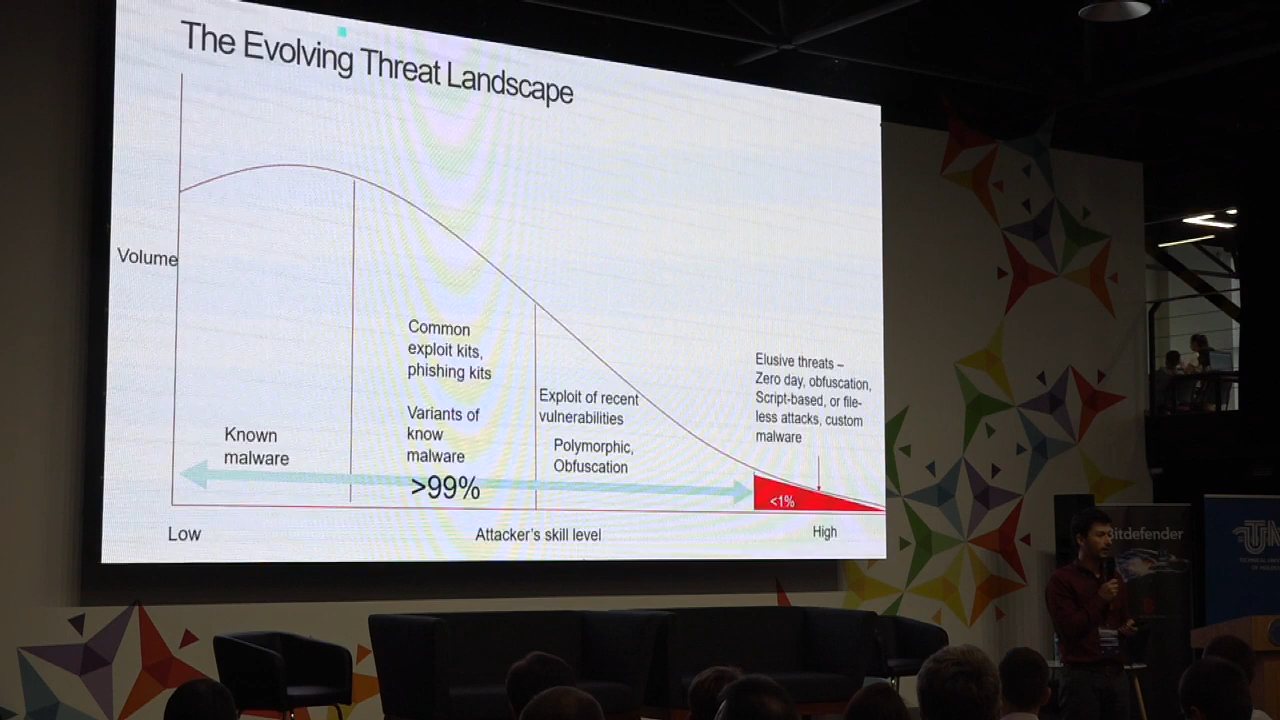 The Evolving Threat Landscape
Volume
Known
malware
Common
exploit kits,
phishing kits
Variants of
know
malware
>99%
Exploit of recent
vulnerabilities
Polymorphic,
Obfuscation
Elusive threats –
Zero day, obfuscation,
Script-based, or file-
less attacks, custom
malware
<1%
Low
Attacker's skill level
High
Bitdefender